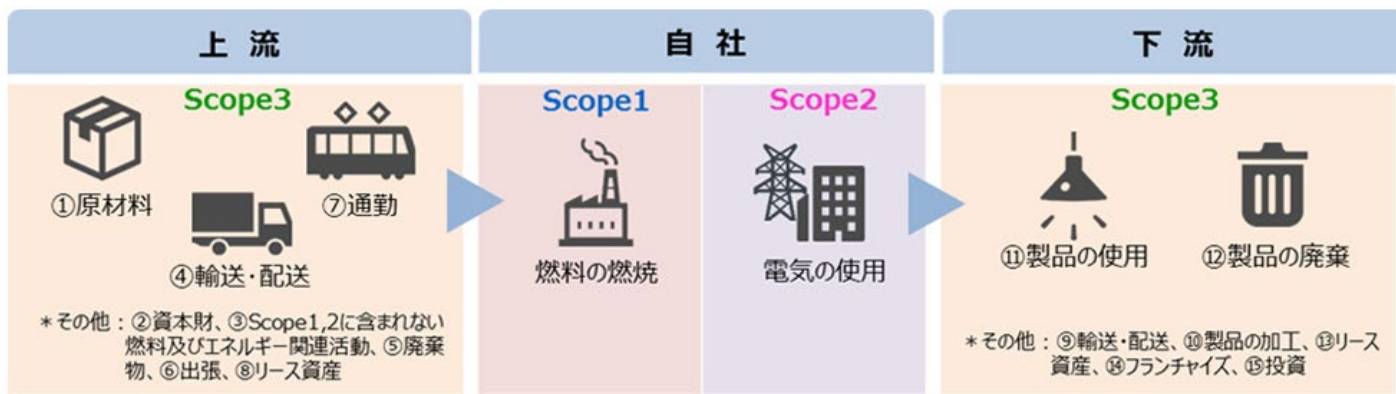 上 流
自 社
下 流
Scope3
①原材料
⑦通勤
④輸送・配送
＊その他：②資本財、③Scope1,2に含まれない
燃料及びエネルギー関連活動、⑤廃棄
物、⑥出張、⑧リース資産
Scope1
燃料の燃焼
Scope2
電気の使用
Scope3
⑪製品の使用
⑫製品の廃棄
＊その他：⑨輸送・配送、⑩製品の加工、⑬リース
資産、⑭フランチャイズ、⑮投資